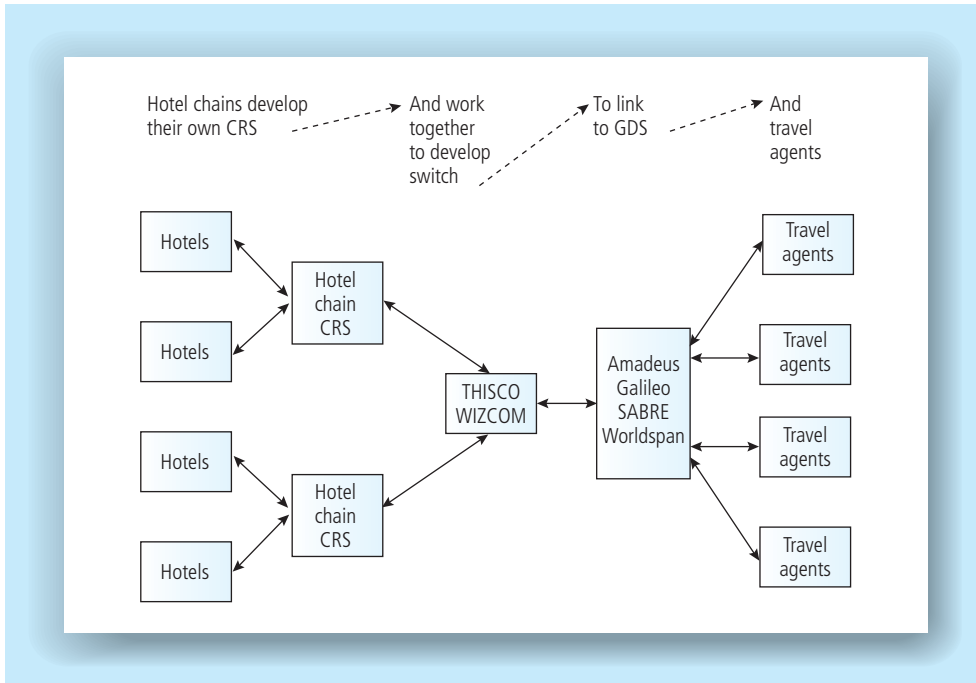 Hotel chains develop
their own CRS
And work
together
to develop
switch
To link
to GDS
And
travel
agents
Hotels
Hotels
Hotel
chain
CRS
Hotels
Hotels
Hotel
chain
CRS
THISCO
WIZCOM
Amadeus
Galileo
SABRE
Worldspan
Travel
agents
Travel
agents
Travel
agents
Travel
agents